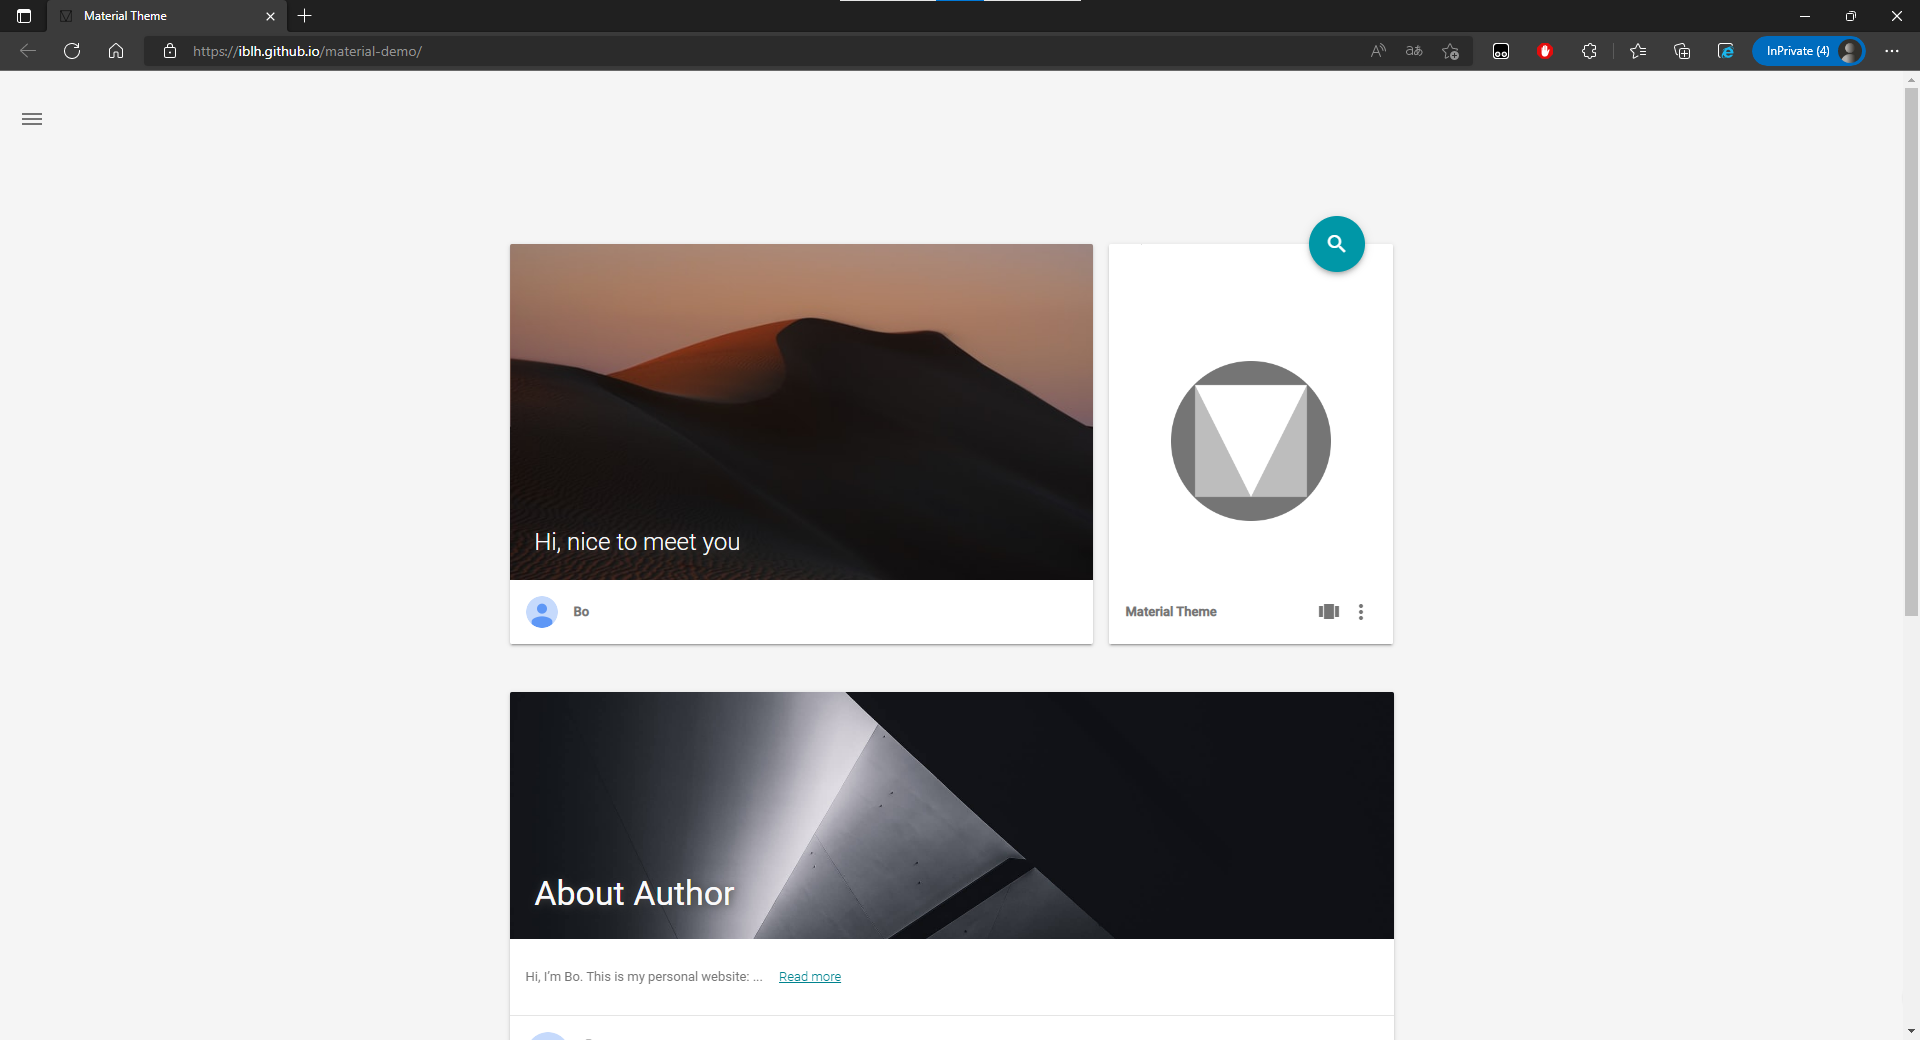 Material Theme
https://iblh.github.io/material-demo/
InPrivate (4)
Hi, nice to meet you
Bo
Material Theme
About Author
Hi, I'm Bo. This is my personal website: ... Read more